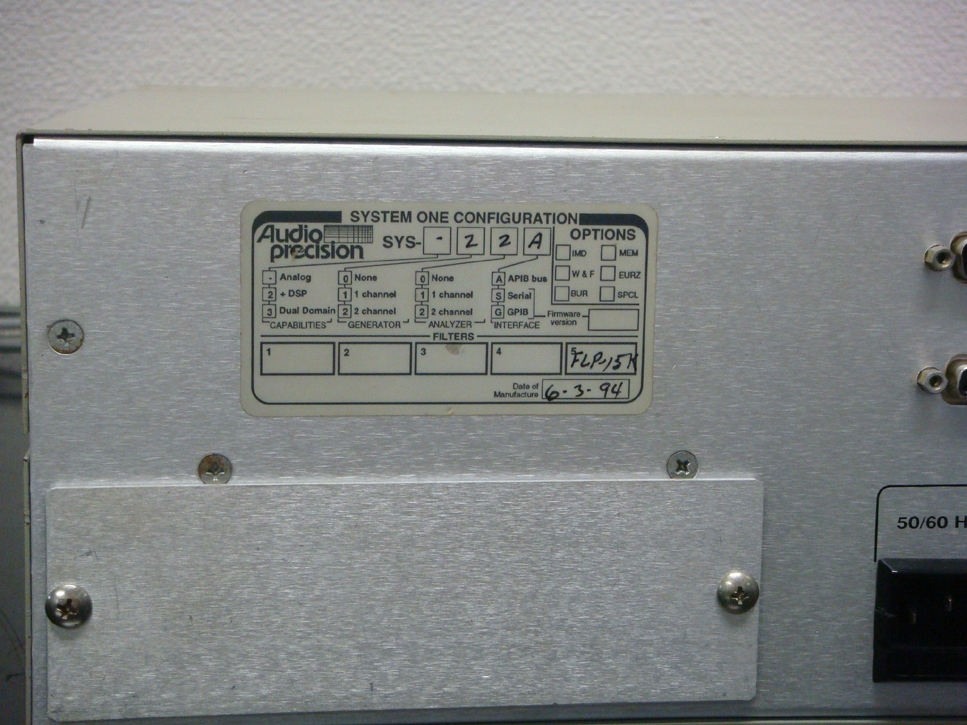 SYSTEM ONE CONFIGURATION
Audio precision SYS- - 2 2 A OPTIONS
IMD MEM
W & F EURZ
BUR SPCL
- Analog 0 None 0 None A APIB bus
2 + DSP 1 1 channel 1 1 channel S Serial
3 Dual Domain 2 2 channel 2 2 channel G GPIB Firmware version
CAPABILITIES GENERATOR ANALYZER INTERFACE
FILTERS
1 2 3 4 5 FLP-15K
Date of Manufacture 6-3-94
50/60 H